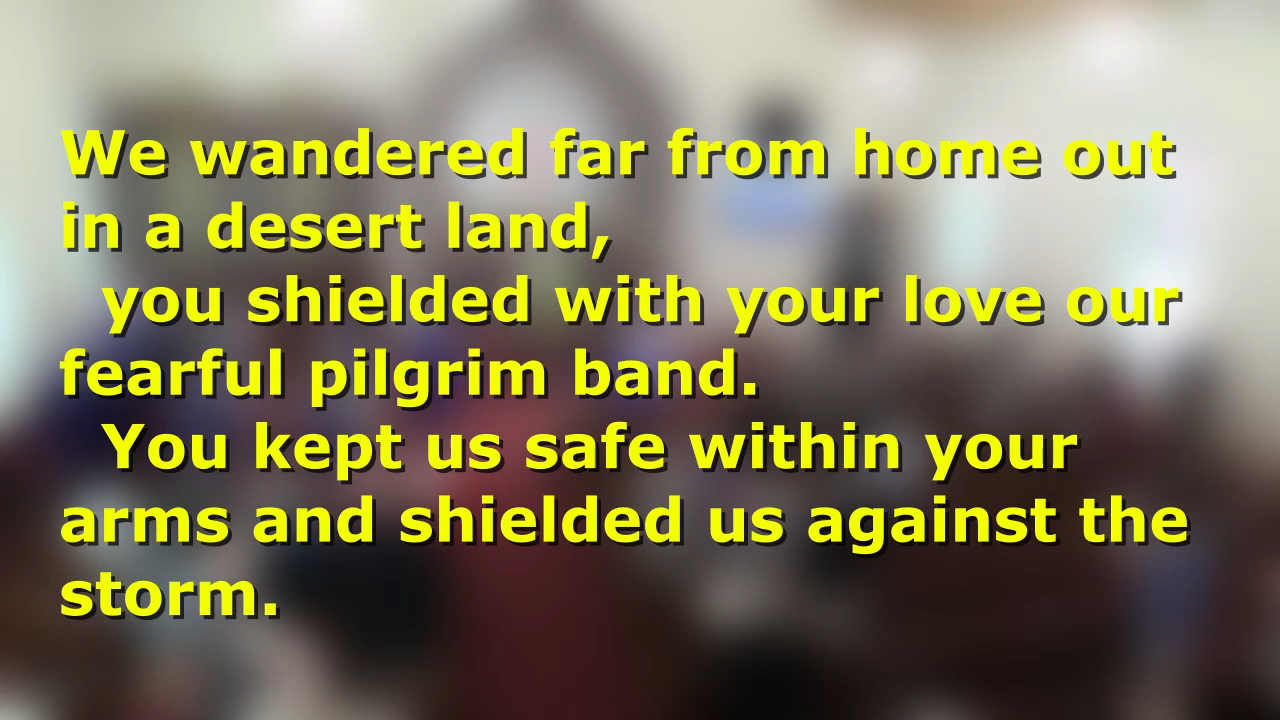 We wandered far from home out
in a desert land,
you shielded with your love our
fearful pilgrim band.
You kept us safe within your
arms and shielded us against the
storm.